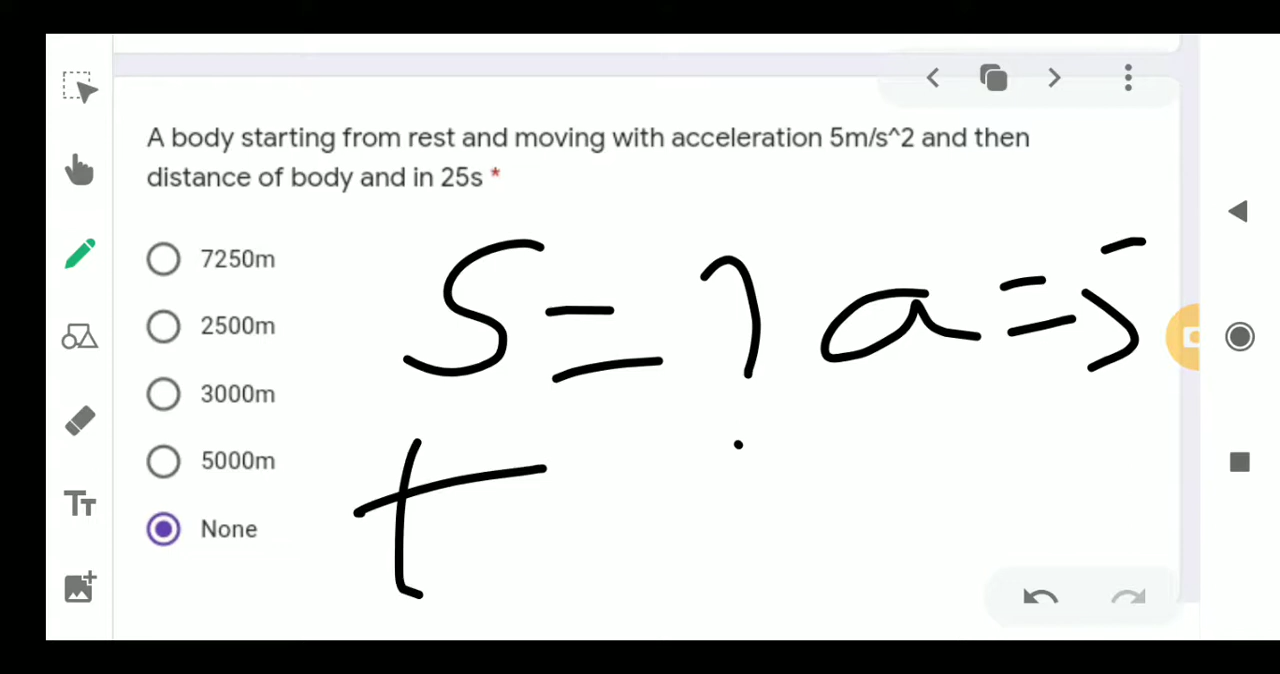 A body starting from rest and moving with acceleration 5m/s^2 and then
distance of body and in 25s *
7250m
2500m
3000m
5000m
None
S = ? a = 5
t
Tт